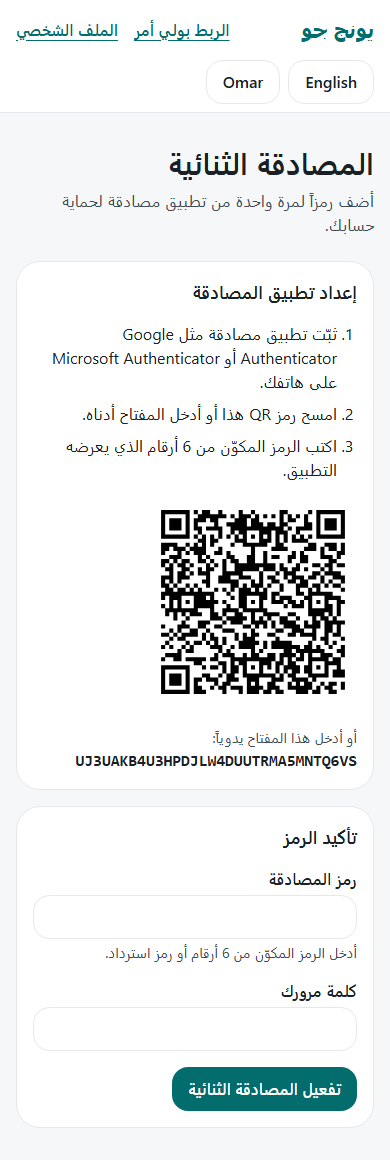 يونج جو
الربط بولي أمر
الملف الشخصي
English
Omar
المصادقة الثنائية
أضف رمزاً لمرة واحدة من تطبيق مصادقة لحماية
حسابك.
إعداد تطبيق المصادقة
1. ثبّت تطبيق مصادقة مثل Google
Authenticator أو Microsoft Authenticator
على هاتفك.
2. امسح رمز QR هذا أو أدخل المفتاح أدناه.
3. اكتب الرمز المكوّن من 6 أرقام الذي يعرضه
التطبيق.
أو أدخل هذا المفتاح يدوياً:
UJ3UAKB4U3HPDJLW4DUUTRMA5MNTQ6VS
تأكيد الرمز
رمز المصادقة
أدخل الرمز المكوّن من 6 أرقام أو رمز استرداد.
كلمة مرورك
تفعيل المصادقة الثنائية